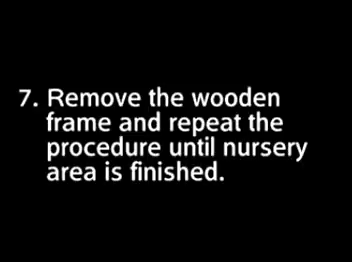 7. Remove the wooden
frame and repeat the
procedure until nursery
area is finished.